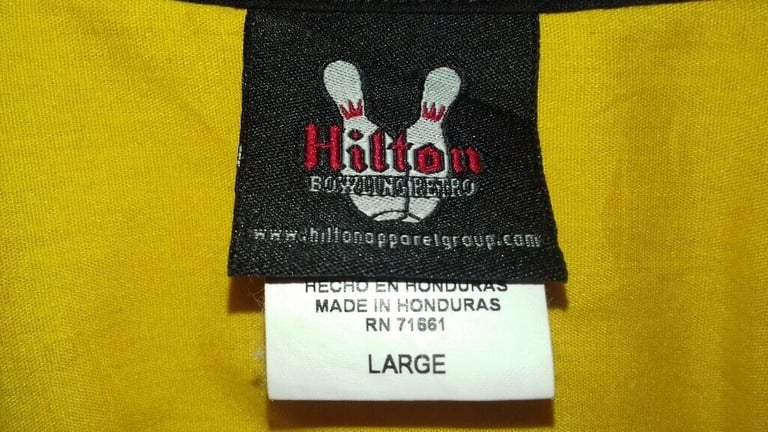 Hilton
BOWLING RETRO
www.hiltonapparelgroup.com
HECHO EN HONDURAS
MADE IN HONDURAS
RN 71661
LARGE